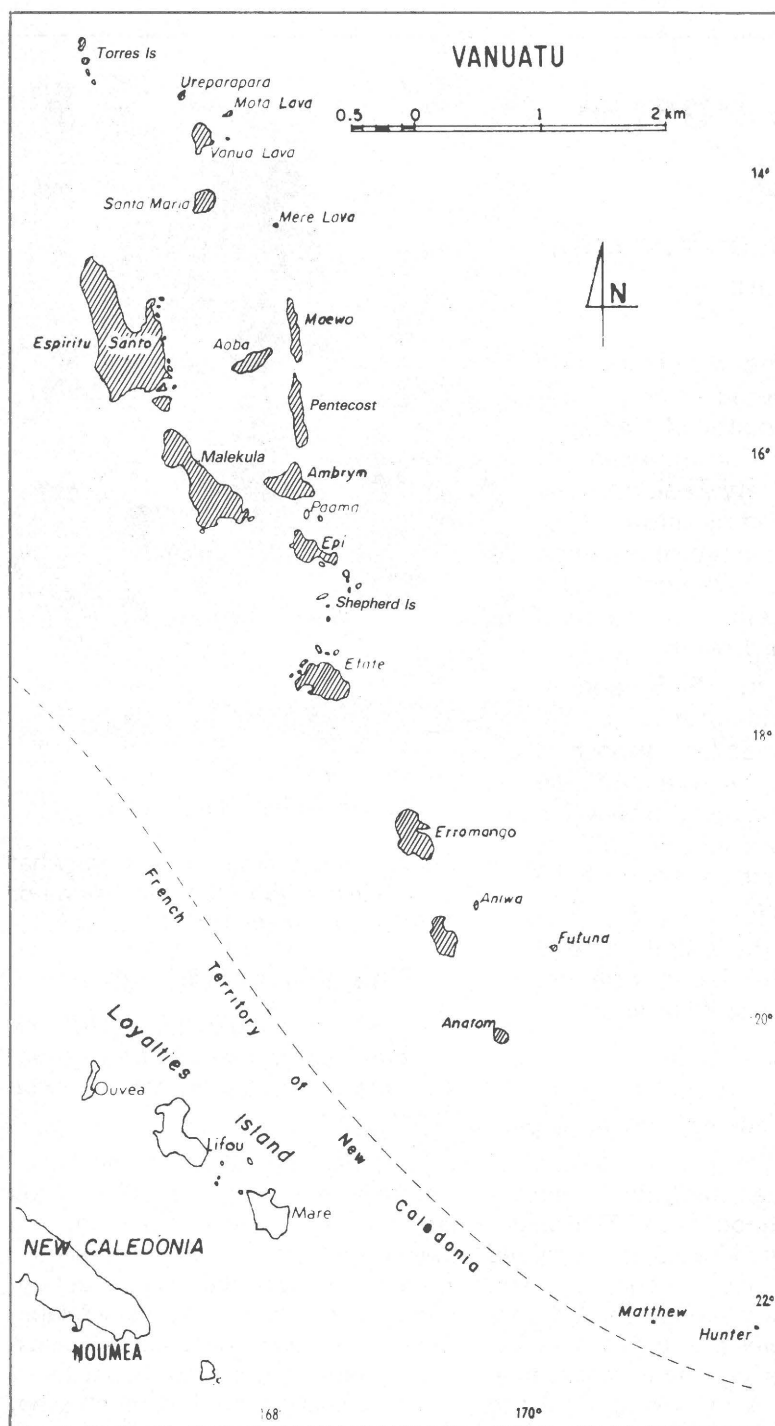 VANUATU
Torres Is
Ureparapara
Mota Lava
0.5 0 1 2 km
Vanua Lava
14°
Santa Maria
Mere Lava
N
Maewo
Espiritu Santo
Aoba
Pentecost
16°
Malekula
Ambrym
Paama
Epi
Shepherd Is
Efate
18°
Erromango
Aniwa
Futuna
French Territory of New Caledonia
Anatom
20°
Loyalties Island
Ouvea
Lifou
Mare
NEW CALEDONIA
22°
Matthew
Hunter
NOUMEA
168°
170°